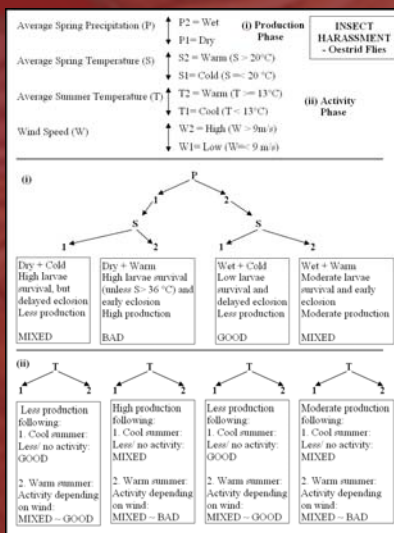 Average Spring Precipitation (P)
P2 = Wet
P1= Dry
(i) Production
Phase
INSECT
HARASSMENT
- Oestrid Flies
Average Spring Temperature (S)
S2 = Warm (S > 20°C)
S1= Cold (S =< 20 °C)
Average Summer Temperature (T)
T2 = Warm (T >= 13°C)
T1= Cool (T < 13°C)
(ii) Activity
Phase
Wind Speed (W)
W2 = High (W > 9m/s)
W1= Low (W=< 9 m/s)
(i)
P
1
2
S
S
1
2
1
2
Dry + Cold
High larvae
survival, but
delayed eclosion
Less production
MIXED
Dry + Warm
High larvae survival
(unless S> 36 °C) and
early eclosion
High production
BAD
Wet + Cold
Low larva
survival and
delayed eclosion
Less production
GOOD
Wet + Warm
Moderate larvae
survival and early
eclosion
Moderate production
MIXED
(ii)
T
T
T
T
1
2
1
2
1
2
1
2
Less production
following:
1. Cool summer:
Less/ no activity:
GOOD
2. Warm summer:
Activity depending
on wind:
MIXED ~ GOOD
High production
following:
1. Cool summer:
Less/ no activity:
MIXED
2. Warm summer:
Activity depending
on wind:
MIXED ~ BAD
Less production
following:
1. Cool summer:
Less/ no activity:
GOOD
2. Warm summer:
Activity depending
on wind:
MIXED ~ GOOD
Moderate production
following:
1. Cool summer:
Less/ no activity:
MIXED
2. Warm summer:
Activity depending
on wind:
MIXED ~ BAD